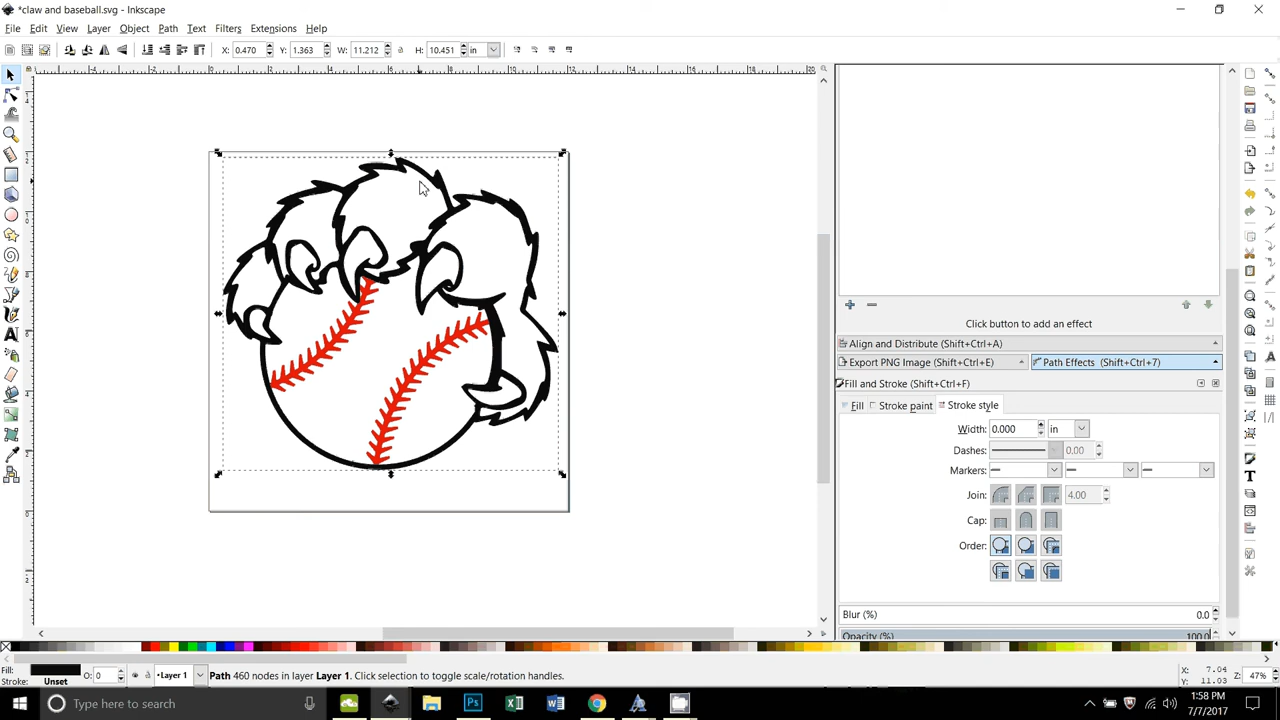 *claw and baseball.svg - Inkscape
File Edit View Layer Object Path Text Filters Extensions Help
X: 0.470 Y: 1.363 W: 11.212 H: 10.451 in
Click button to add an effect
Align and Distribute (Shift+Ctrl+A)
Export PNG Image (Shift+Ctrl+E) Path Effects (Shift+Ctrl+7)
Fill and Stroke (Shift+Ctrl+F)
Fill Stroke paint Stroke style
Width: 0.000 in
Dashes: 0.00
Markers:
Join: 4.00
Cap:
Order:
Blur (%) 0.0
Opacity (%) 100.0
Fill:
Stroke: Unset
O: 0
•Layer 1
Path 460 nodes in layer Layer 1. Click selection to toggle scale/rotation handles.
X: 7.04
Y: 11.03
Z: 47%
Type here to search
1:58 PM
7/7/2017